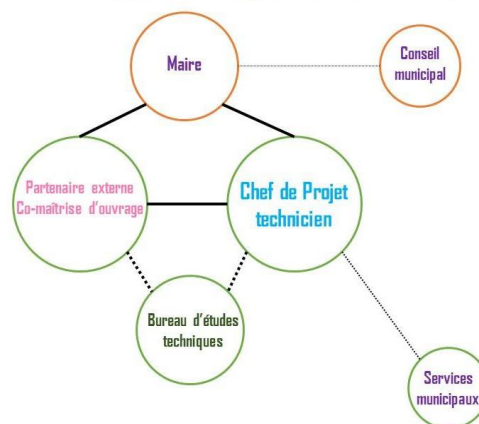 Maire
Conseil
municipal
Partenaire externe
Co-maîtrise d'ouvrage
Chef de Projet
technicien
Bureau d'études
techniques
Services
municipaux